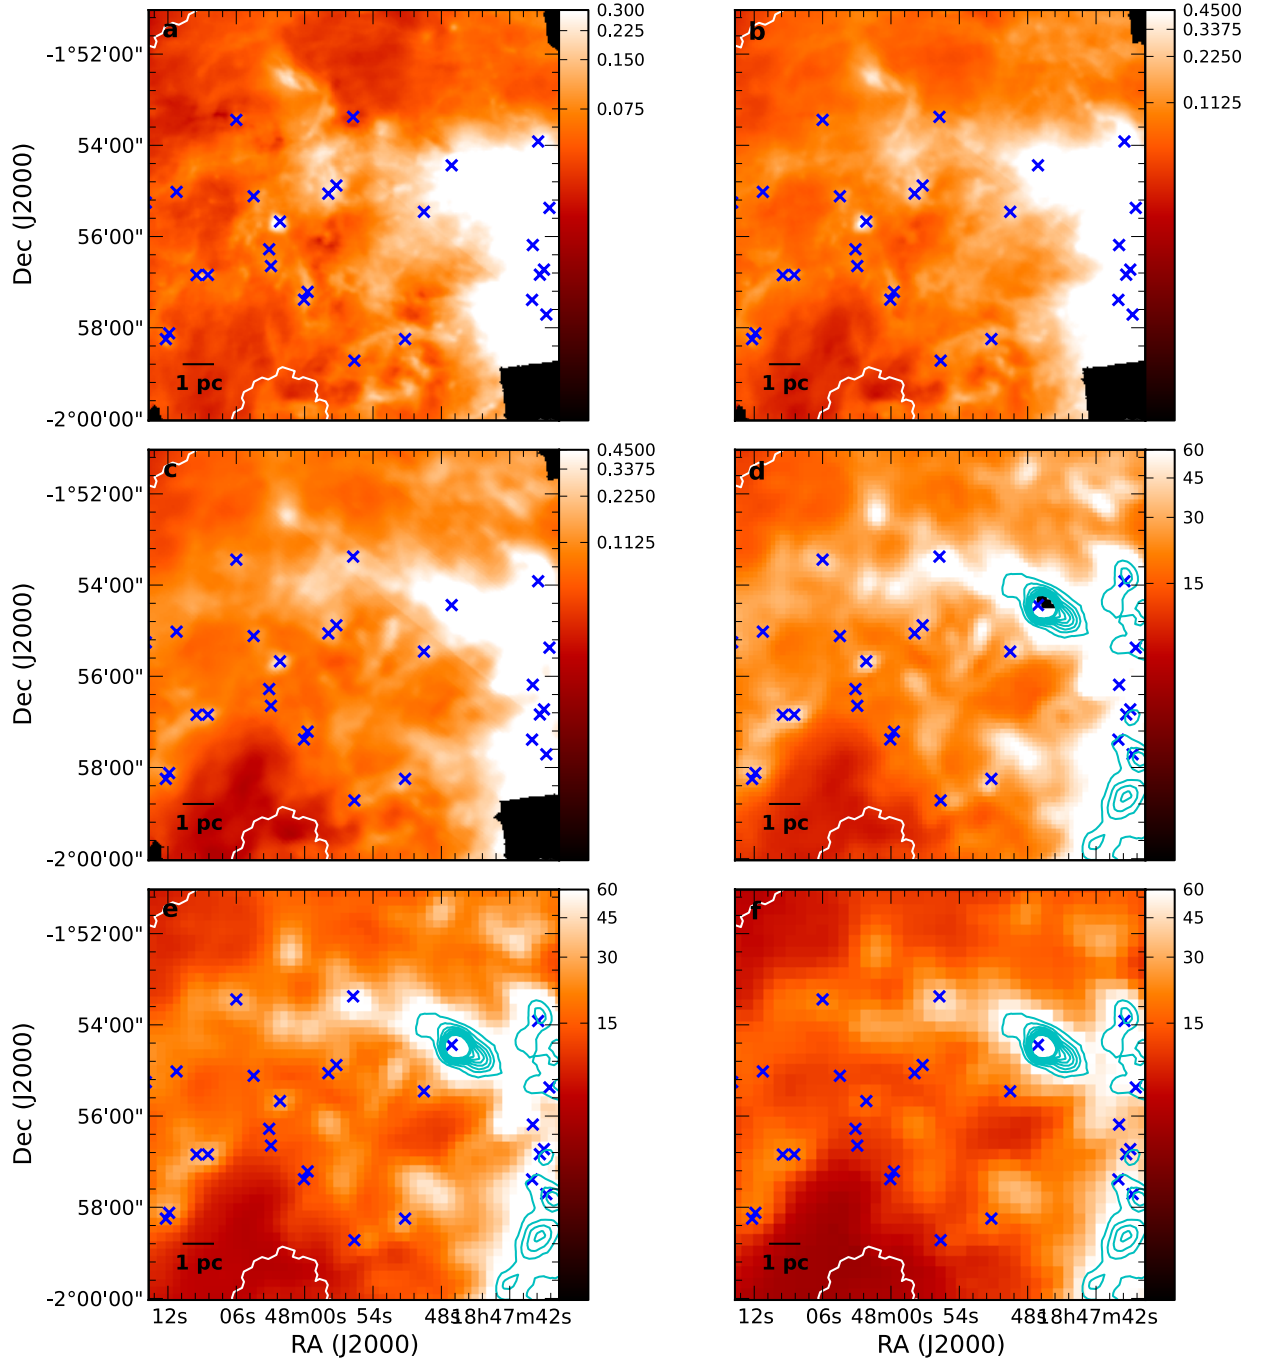 a
0.300
0.225
0.150
0.075
b
0.4500
0.3375
0.2250
0.1125
-1°52'00"
54'00"
56'00"
58'00"
-2°00'00"
Dec (J2000)
1 pc
1 pc
c
0.4500
0.3375
0.2250
0.1125
d
60
45
30
15
-1°52'00"
54'00"
56'00"
58'00"
-2°00'00"
Dec (J2000)
1 pc
1 pc
e
60
45
30
15
f
60
45
30
15
-1°52'00"
54'00"
56'00"
58'00"
-2°00'00"
Dec (J2000)
1 pc
1 pc
12s 06s 48m00s 54s 48s 18h47m42s
RA (J2000)
12s 06s 48m00s 54s 48s 18h47m42s
RA (J2000)